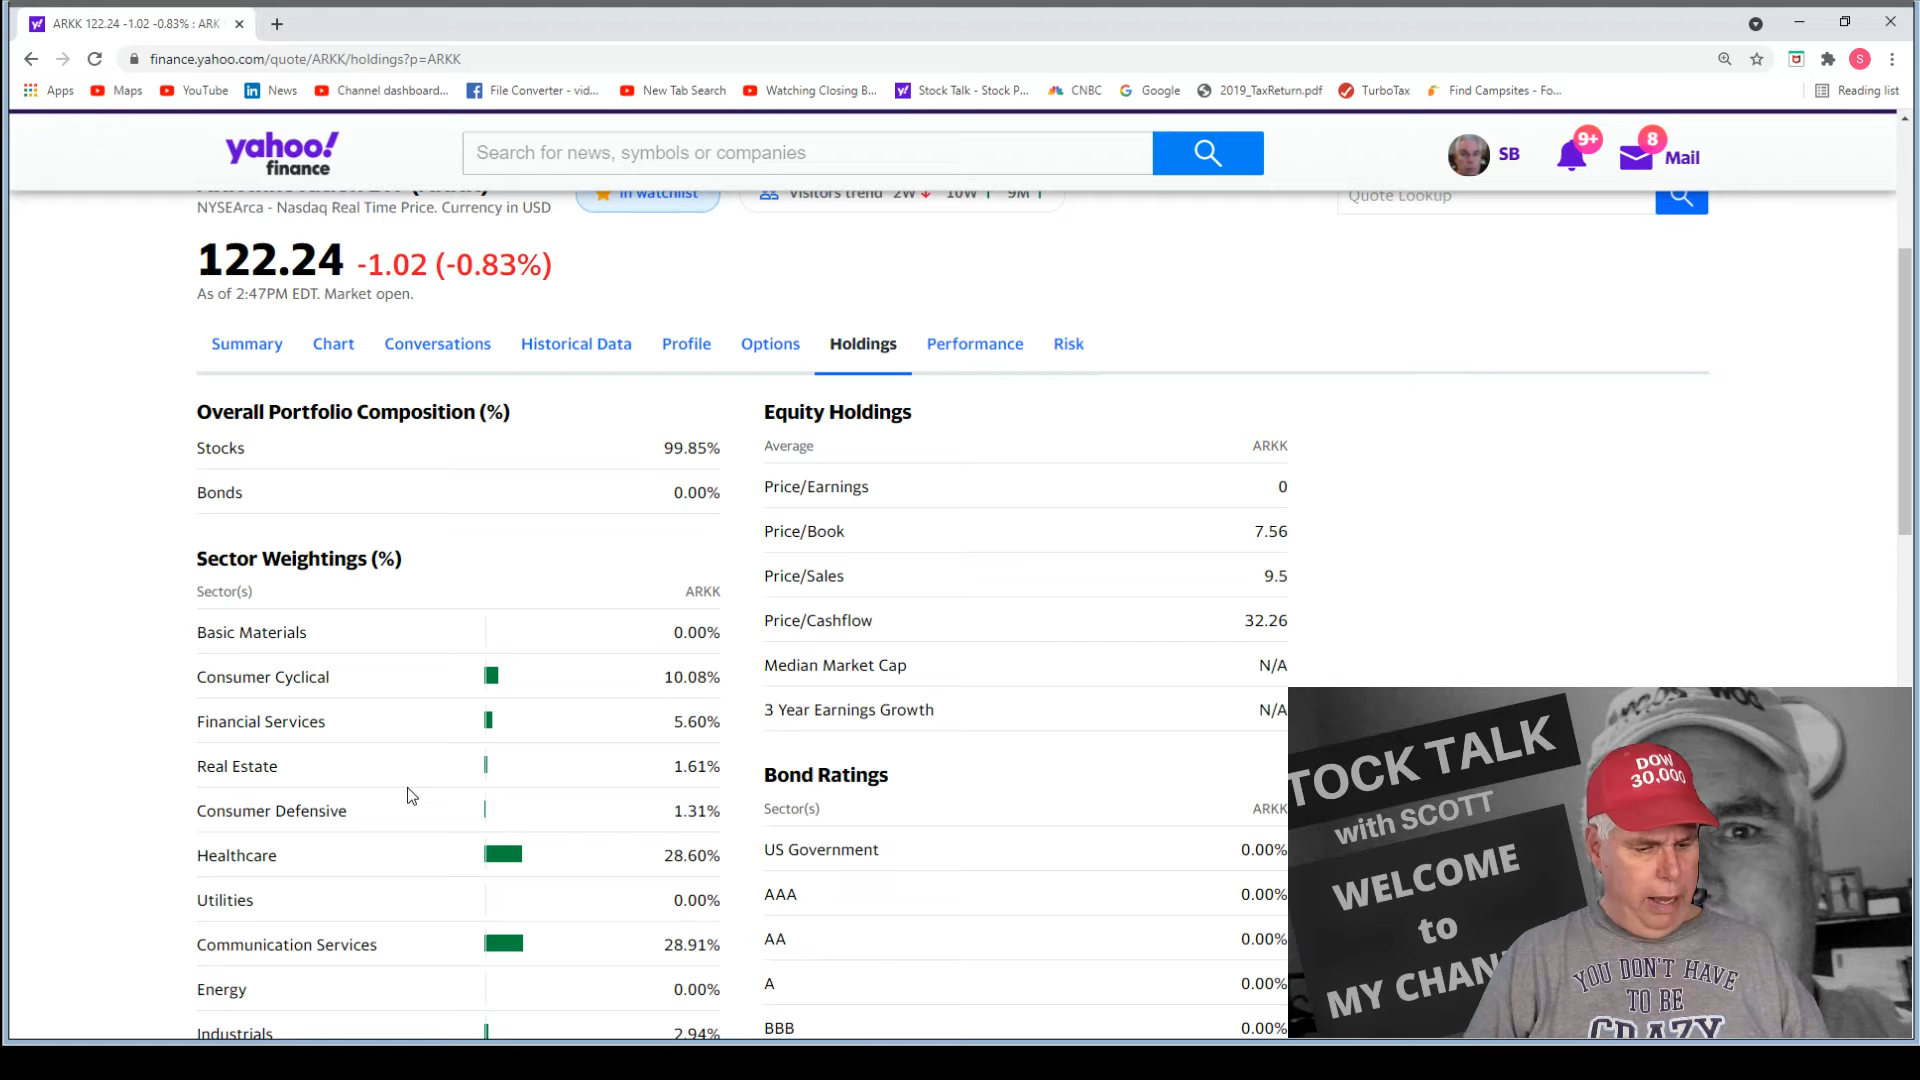 ARKK 122.24 -1.02 -0.83% : ARK
finance.yahoo.com/quote/ARKK/holdings?p=ARKK
S
Apps Maps YouTube News Channel dashboard... File Converter - vid... New Tab Search Watching Closing B... Stock Talk - Stock P... CNBC Google 2019_TaxReturn.pdf TurboTax Find Campsites - Fo... Reading list
yahoo!
finance
Search for news, symbols or companies
SB
9+
8
Mail
In watchlist
Visitors trend 2W 10W 9M
Quote Lookup
NYSEArca - Nasdaq Real Time Price. Currency in USD
122.24 -1.02 (-0.83%)
As of 2:47PM EDT. Market open.
Summary Chart Conversations Historical Data Profile Options Holdings Performance Risk
Overall Portfolio Composition (%)
Stocks 99.85%
Bonds 0.00%
Sector Weightings (%)
Sector(s) ARKK
Basic Materials 0.00%
Consumer Cyclical 10.08%
Financial Services 5.60%
Real Estate 1.61%
Consumer Defensive 1.31%
Healthcare 28.60%
Utilities 0.00%
Communication Services 28.91%
Energy 0.00%
Industrials 2.94%
Equity Holdings
Average ARKK
Price/Earnings 0
Price/Book 7.56
Price/Sales 9.5
Price/Cashflow 32.26
Median Market Cap N/A
3 Year Earnings Growth N/A
Bond Ratings
Sector(s) ARKK
US Government 0.00%
AAA 0.00%
AA 0.00%
A 0.00%
BBB 0.00%
TOCK TALK
with SCOTT
WELCOME
to
MY CHAN
DOW
30,000
YOU DON'T HAVE
TO BE
CRAZY